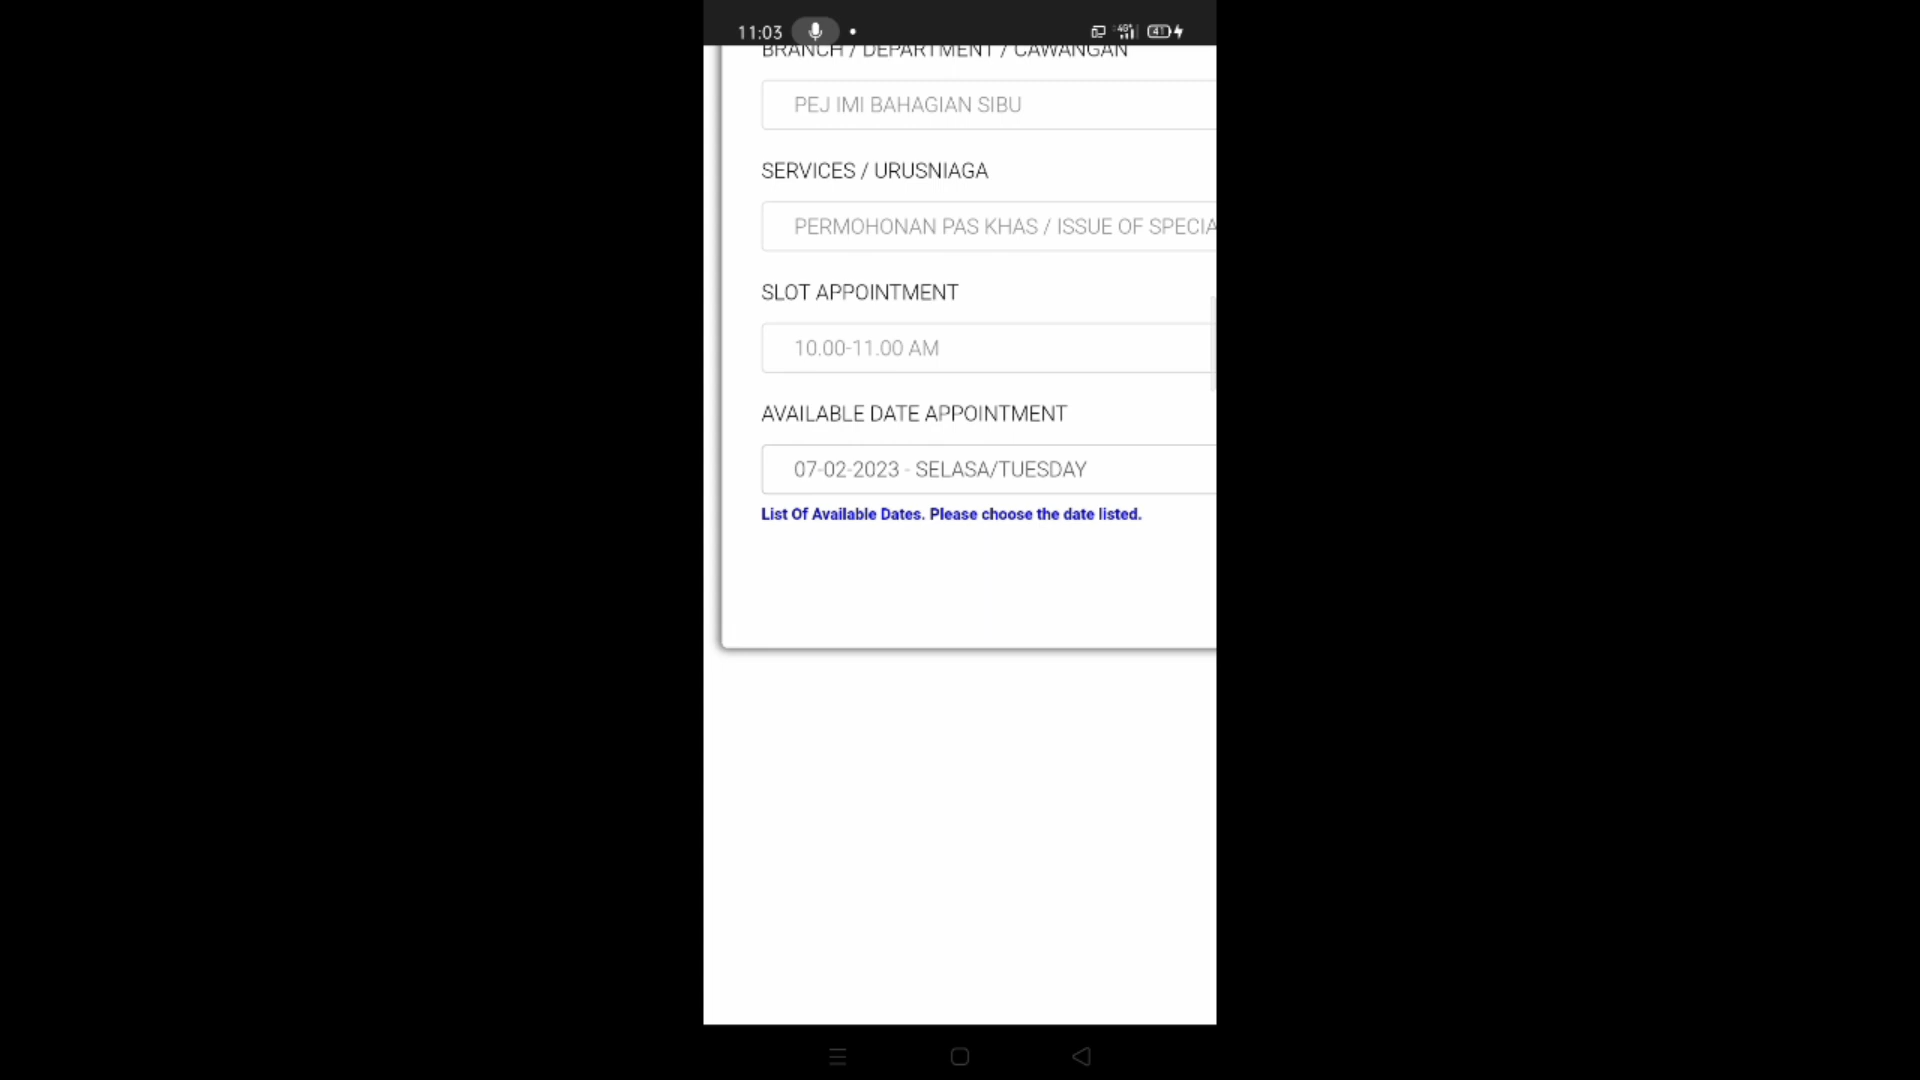 11:03
41
BRANCH / DEPARTMENT / CAWANGAN
PEJ IMI BAHAGIAN SIBU
SERVICES / URUSNIAGA
PERMOHONAN PAS KHAS / ISSUE OF SPECIA
SLOT APPOINTMENT
10.00-11.00 AM
AVAILABLE DATE APPOINTMENT
07-02-2023 - SELASA/TUESDAY
List Of Available Dates. Please choose the date listed.